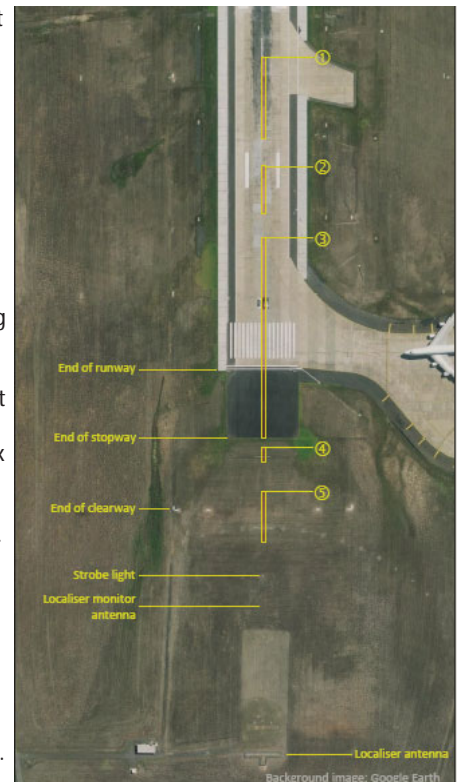 t
①
②
③
g
End of runway
t
End of stopway
④
x
⑤
End of clearway
.
Strobe light
Localiser monitor
antenna
.
Localiser antenna
Background image: Google Earth